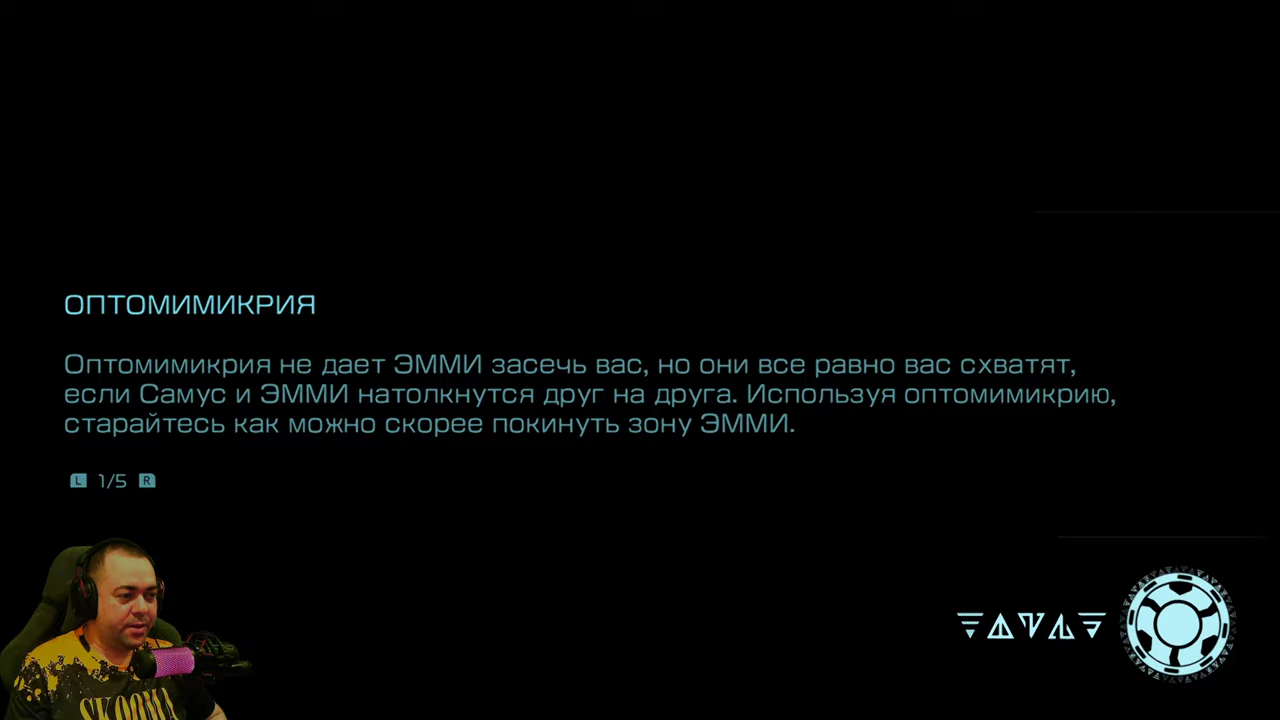 ОПТОМИМИКРИЯ
Оптомимикрия не дает ЭММИ засечь вас, но они все равно вас схватят,
если Самус и ЭММИ натолкнутся друг на друга. Используя оптомимикрию,
старайтесь как можно скорее покинуть зону ЭММИ.
L 1/5 R
SKOOMA